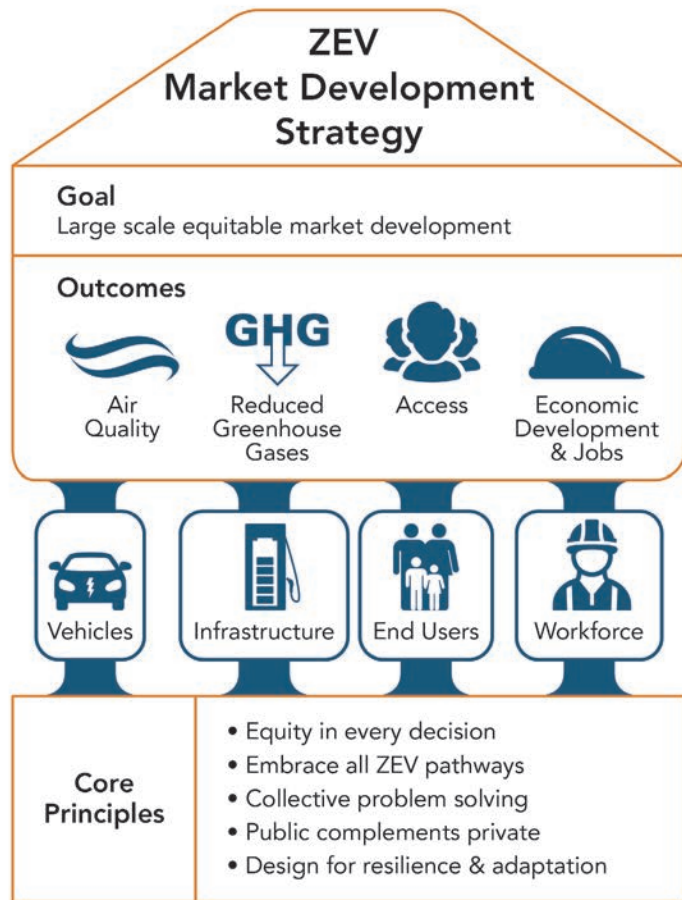 ZEV
Market Development
Strategy
Goal
Large scale equitable market development
Outcomes
Air
Quality
GHG
Reduced
Greenhouse
Gases
Access
Economic
Development
& Jobs
Vehicles
Infrastructure
End Users
Workforce
Core
Principles
• Equity in every decision
• Embrace all ZEV pathways
• Collective problem solving
• Public complements private
• Design for resilience & adaptation